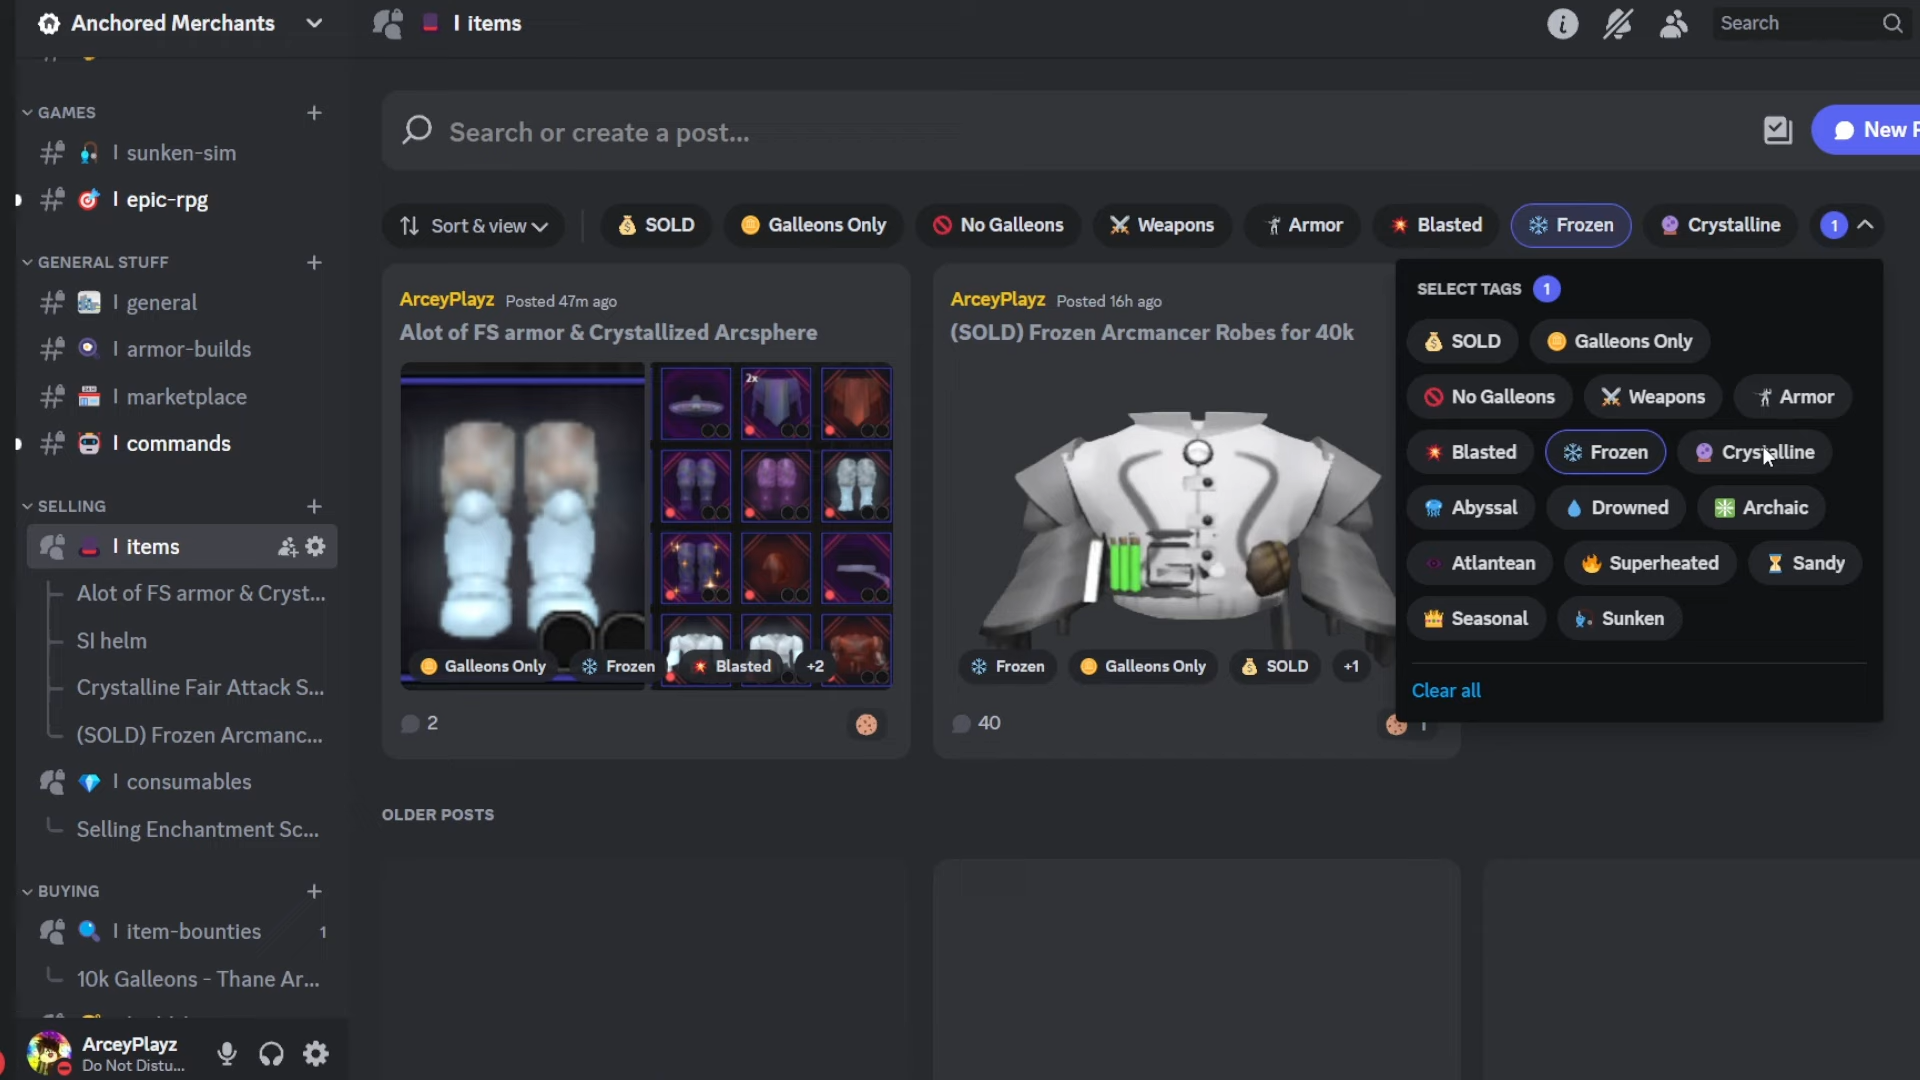 Anchored Merchants
GAMES
| sunken-sim
| epic-rpg
GENERAL STUFF
| general
| armor-builds
| marketplace
| commands
SELLING
| items
Alot of FS armor & Cryst...
SI helm
Crystalline Fair Attack S...
(SOLD) Frozen Arcmanc...
| consumables
Selling Enchantment Sc...
BUYING
| item-bounties 1
10k Galleons - Thane Ar...
ArceyPlayz
Do Not Distu...
| items
Search
Search or create a post...
New P
Sort & view
SOLD Galleons Only No Galleons Weapons Armor Blasted Frozen Crystalline 1
ArceyPlayz Posted 47m ago
Alot of FS armor & Crystallized Arcsphere
2x
Galleons Only Frozen Blasted +2
2
ArceyPlayz Posted 16h ago
(SOLD) Frozen Arcmancer Robes for 40k
Frozen Galleons Only SOLD +1
40
SELECT TAGS 1
SOLD Galleons Only
No Galleons Weapons Armor
Blasted Frozen Crystalline
Abyssal Drowned Archaic
Atlantean Superheated Sandy
Seasonal Sunken
Clear all
OLDER POSTS